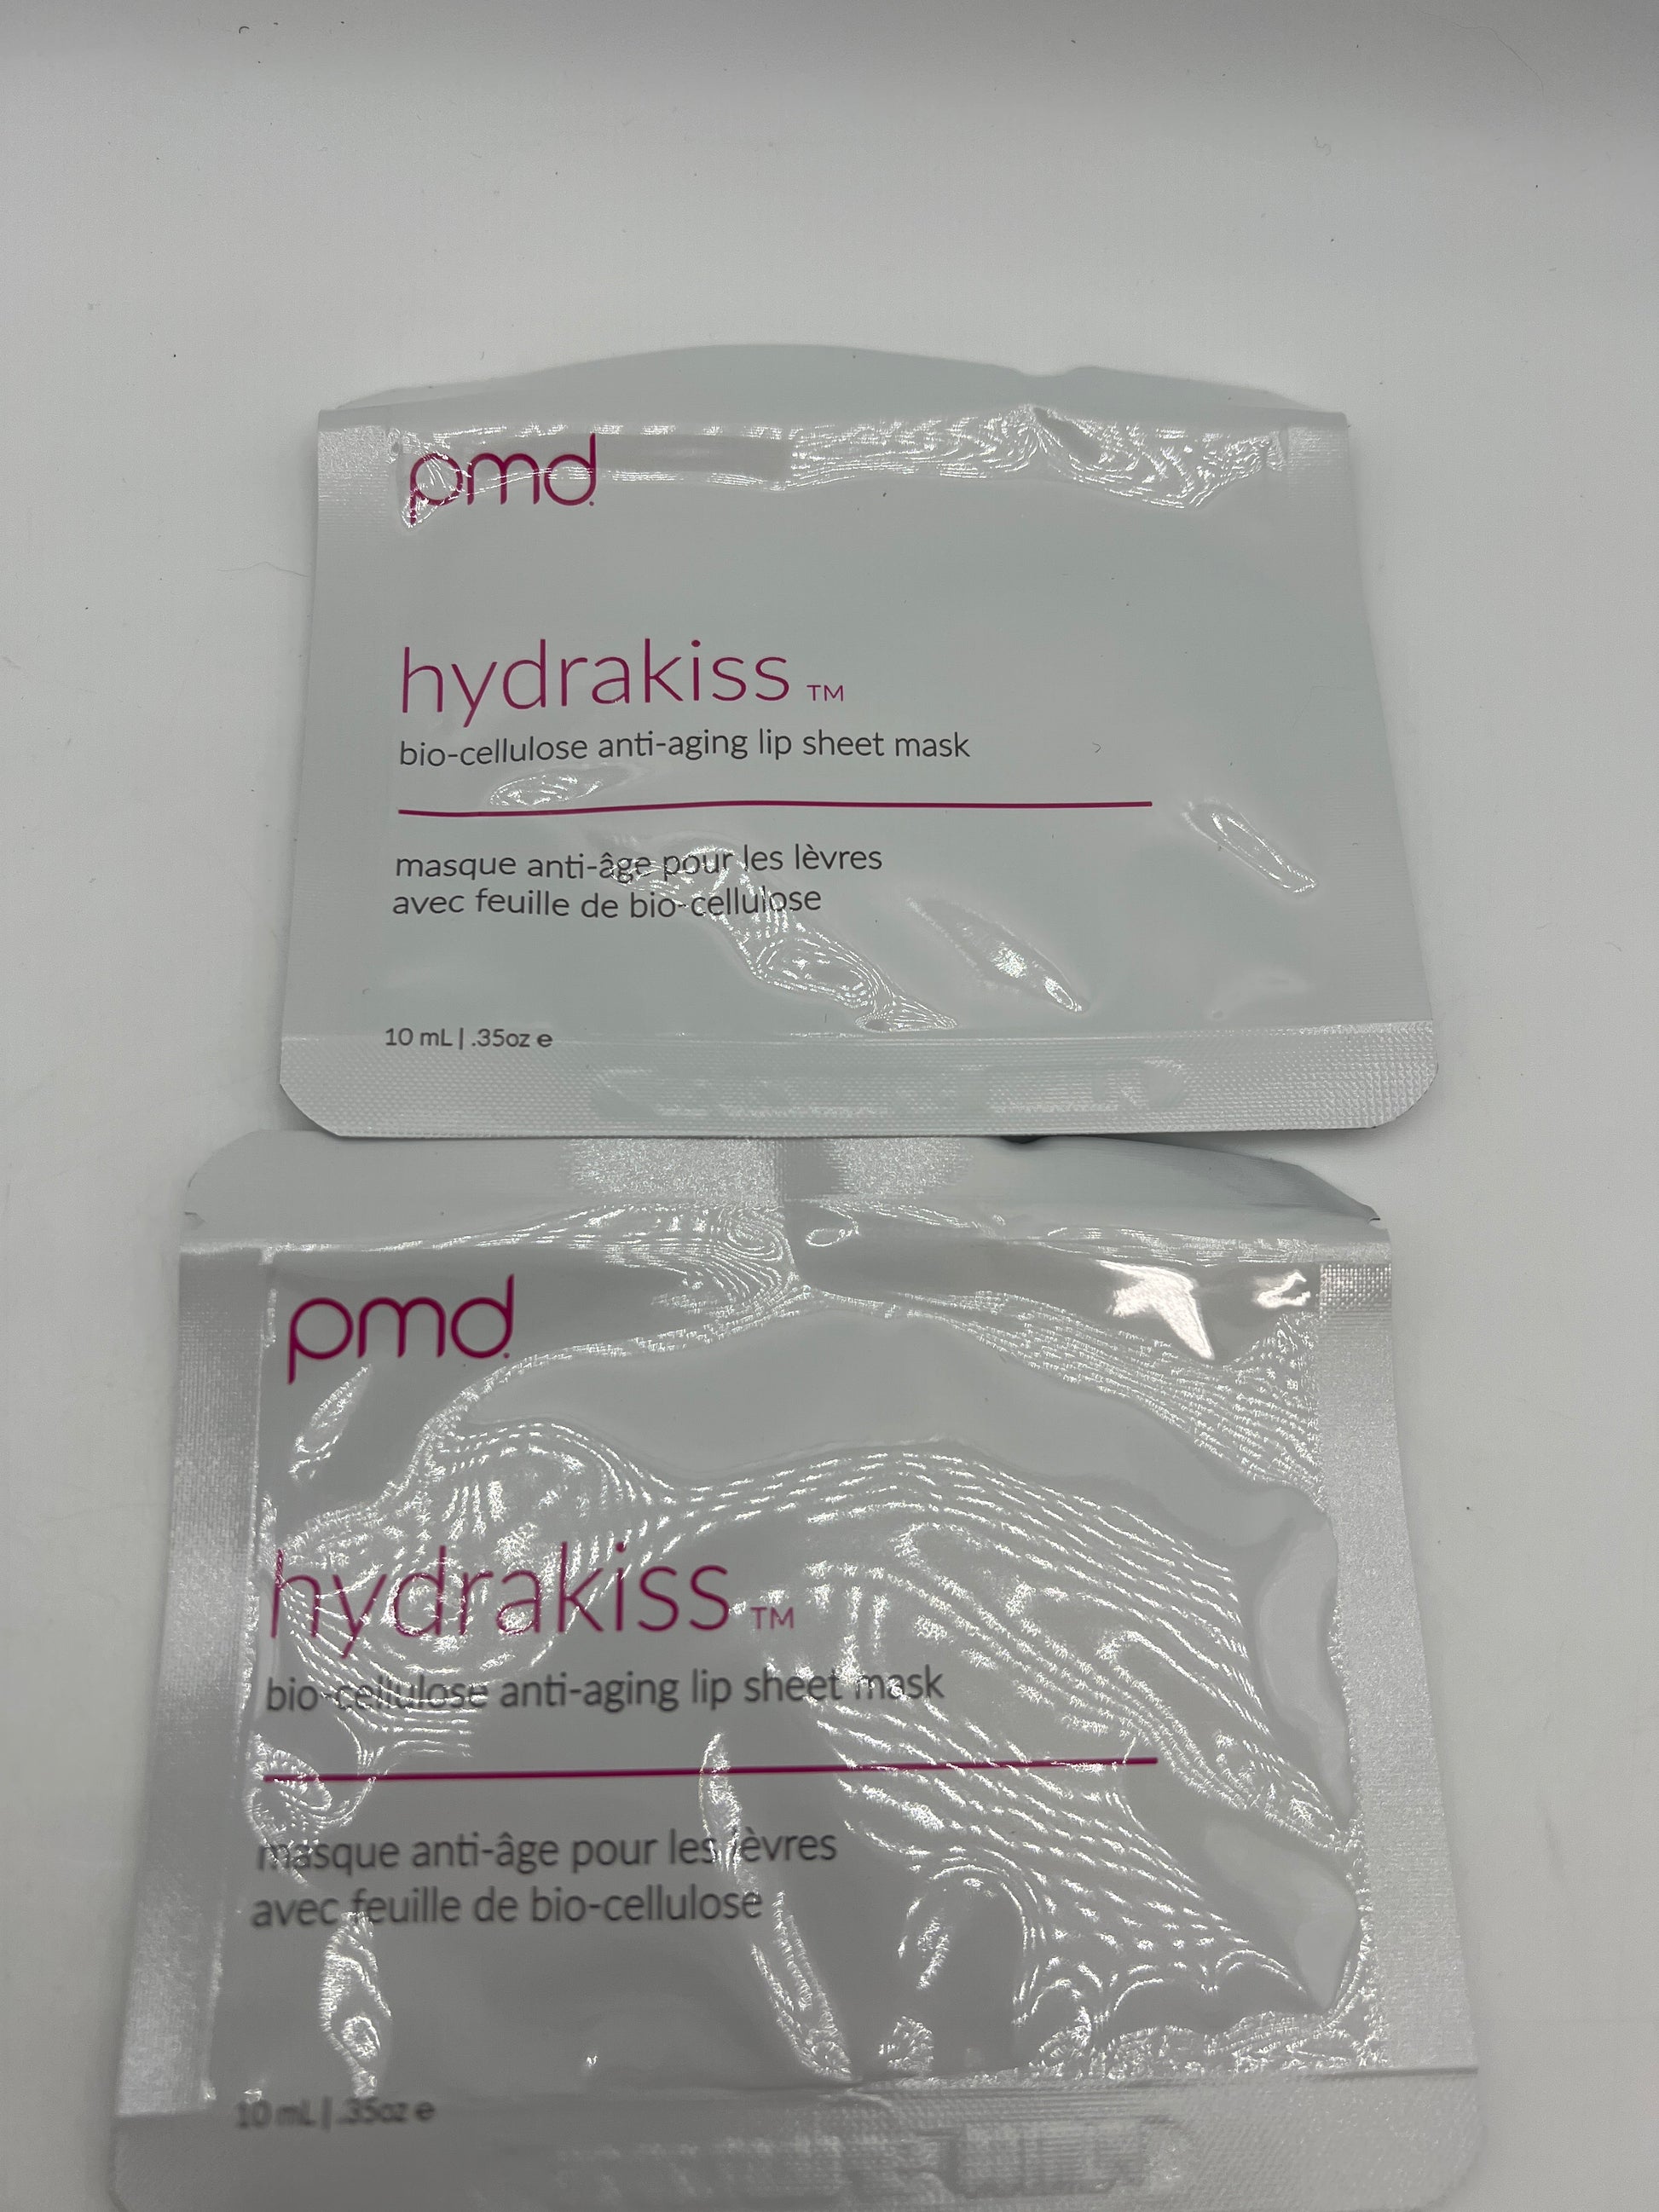 pmd
hydrakiss™
bio-cellulose anti-aging lip sheet mask
masque anti-âge pour les lèvres
avec feuille de bio-cellulose
10 mL | .35oz e
pmd
hydrakiss™
bio-cellulose anti-aging lip sheet mask
masque anti-âge pour les lèvres
avec feuille de bio-cellulose
10 mL | .35oz e